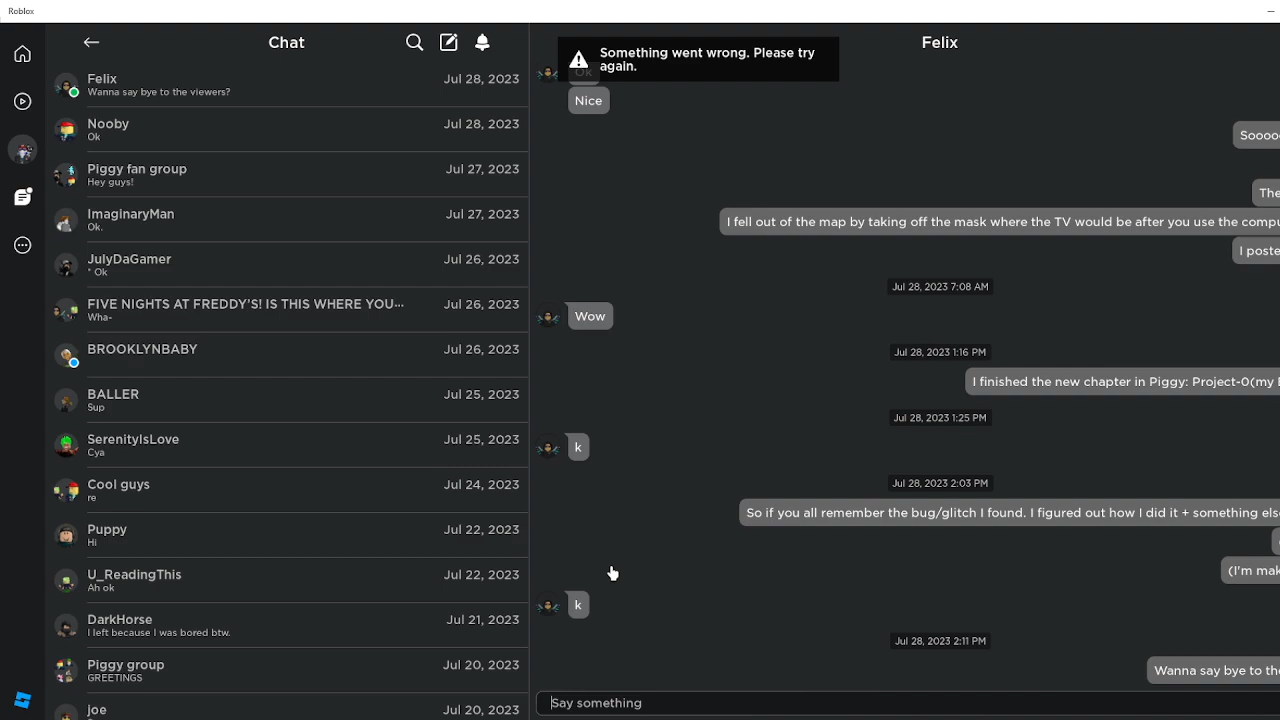 Roblox
Chat
Felix
Jul 28, 2023
Wanna say bye to the viewers?
Nooby
Jul 28, 2023
Ok
Piggy fan group
Jul 27, 2023
Hey guys!
ImaginaryMan
Jul 27, 2023
Ok.
JulyDaGamer
Jul 26, 2023
* Ok
FIVE NIGHTS AT FREDDY'S! IS THIS WHERE YOU···
Jul 26, 2023
Wha-
BROOKLYNBABY
Jul 26, 2023
BALLER
Jul 25, 2023
Sup
SerenityIsLove
Jul 25, 2023
Cya
Cool guys
Jul 24, 2023
re
Puppy
Jul 22, 2023
Hi
U_ReadingThis
Jul 22, 2023
Ah ok
DarkHorse
Jul 21, 2023
I left because I was bored btw.
Piggy group
Jul 20, 2023
GREETINGS
joe
Jul 20, 2023
Felix
Something went wrong. Please try
again.
Ok
Nice
Soooo
The
I fell out of the map by taking off the mask where the TV would be after you use the compu
I poste
Jul 28, 2023 7:08 AM
Wow
Jul 28, 2023 1:16 PM
I finished the new chapter in Piggy: Project-0(my
Jul 28, 2023 1:25 PM
k
Jul 28, 2023 2:03 PM
So if you all remember the bug/glitch I found. I figured out how I did it + something else
(I'm mak
k
Jul 28, 2023 2:11 PM
Wanna say bye to the
Say something